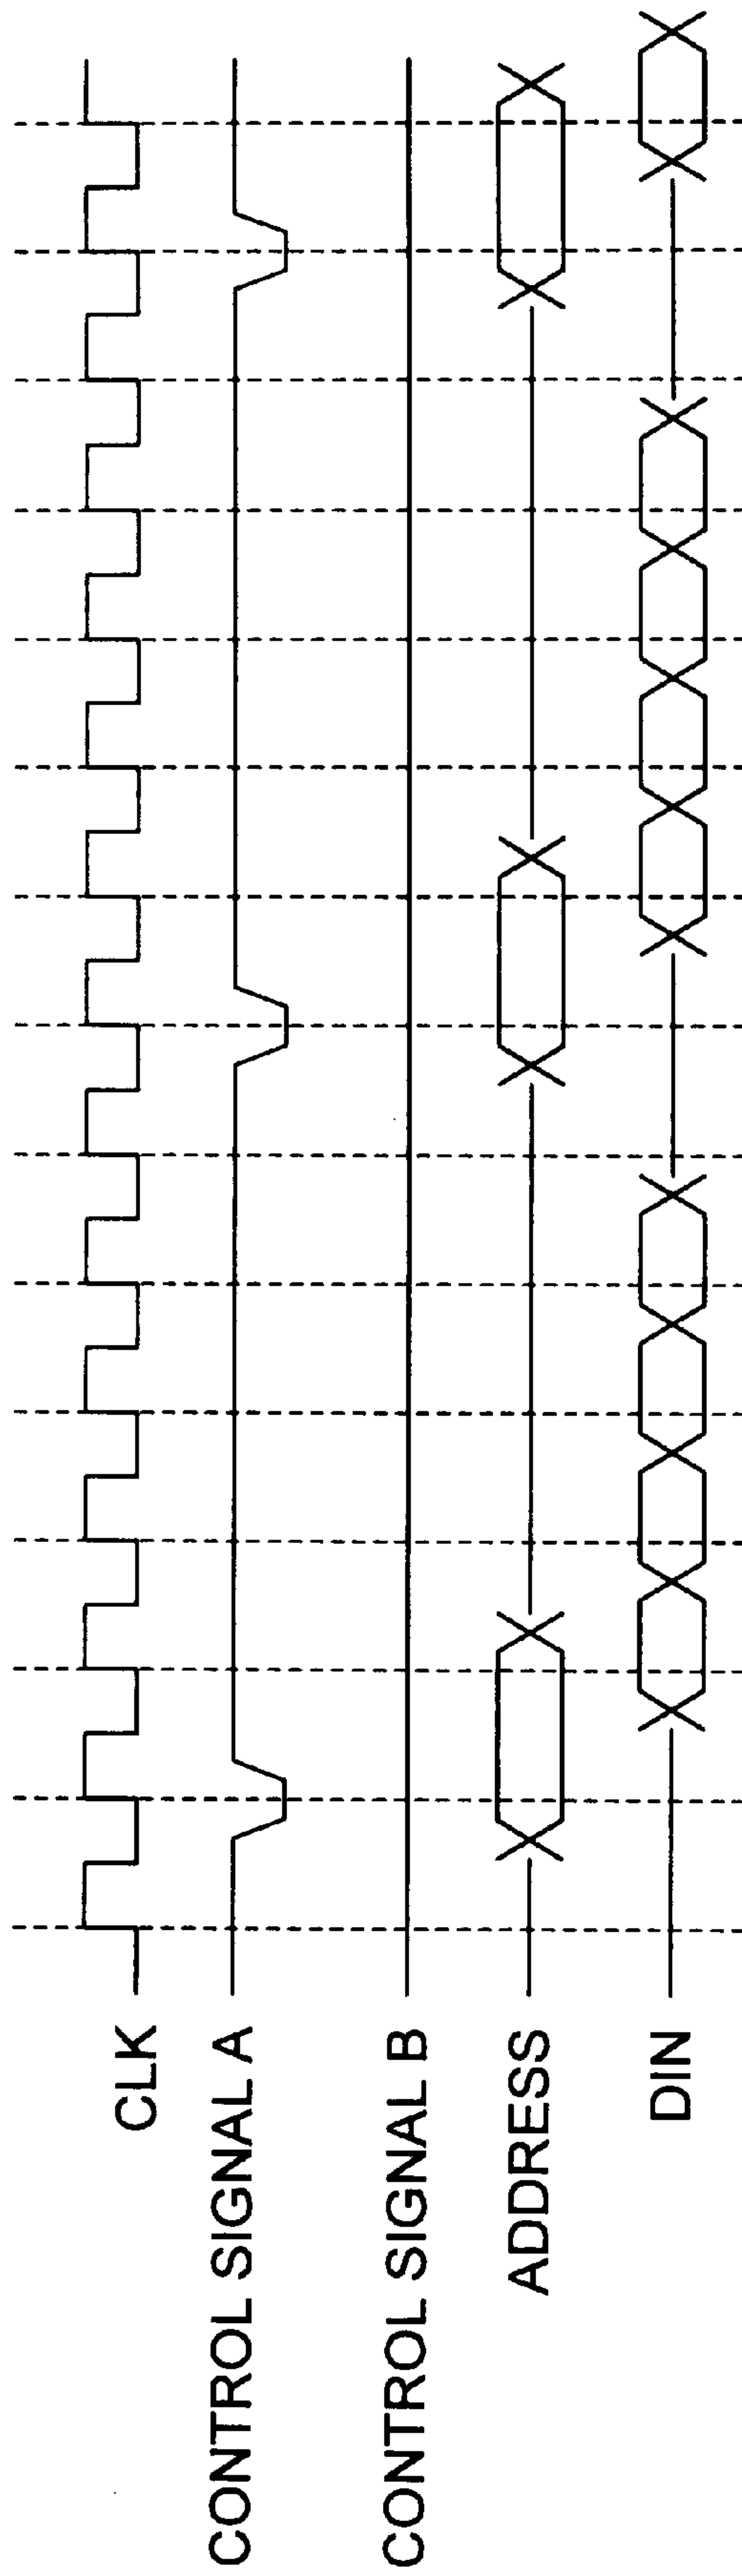 CLK
CONTROL SIGNAL A
CONTROL SIGNAL B
ADDRESS
DIN